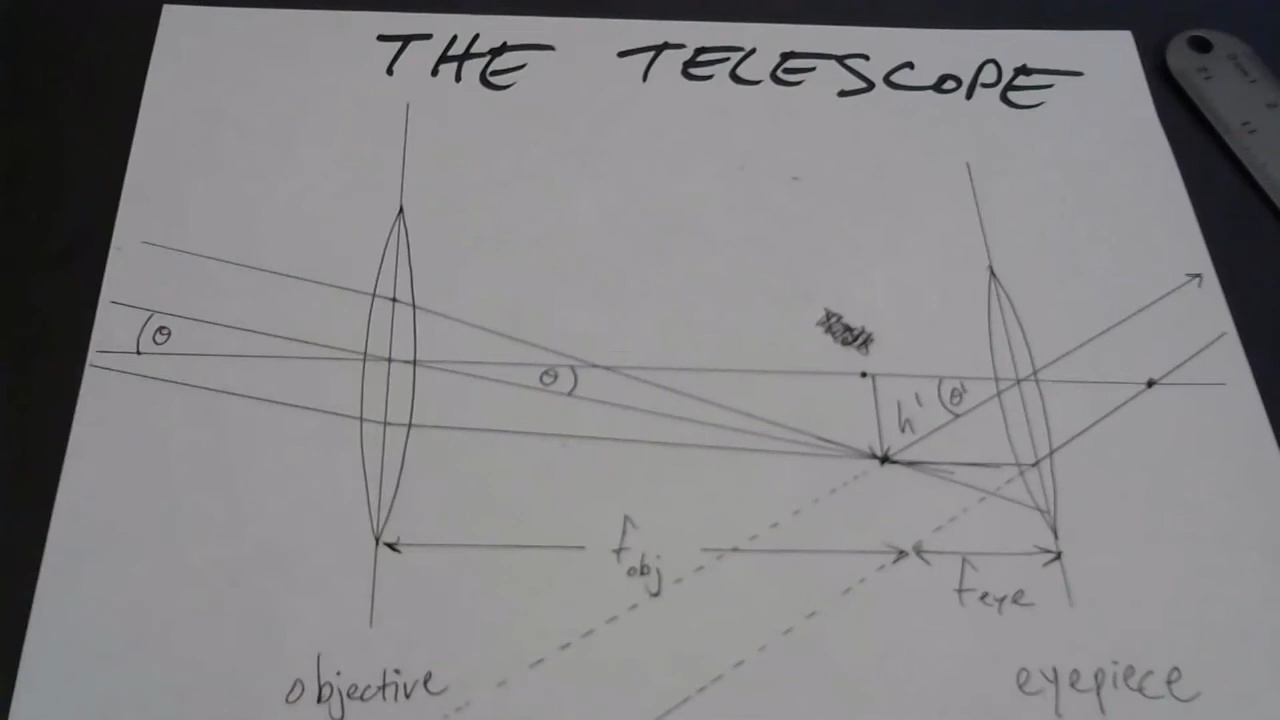 THE TELESCOPE
θ
θ
h'
θ'
f obj
f eye
objective
eyepiece